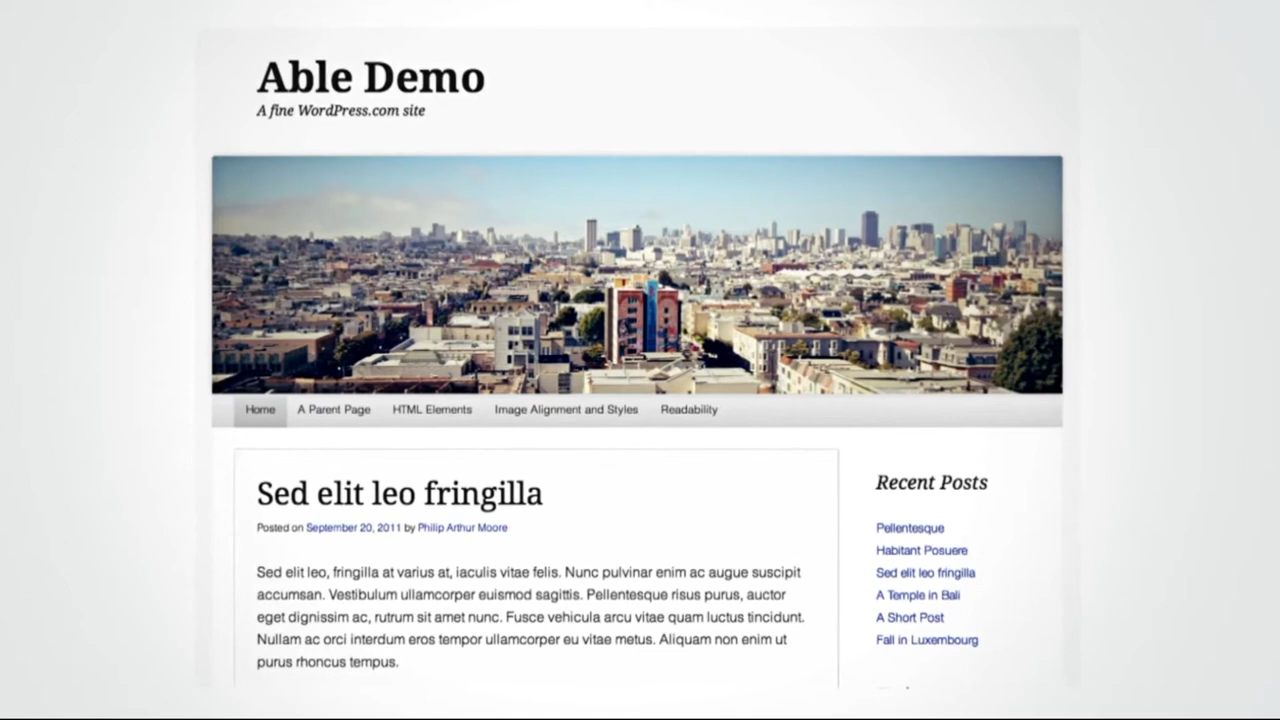 Able Demo
A fine WordPress.com site
Home A Parent Page HTML Elements Image Alignment and Styles Readability
Sed elit leo fringilla
Posted on September 20, 2011 by Philip Arthur Moore
Sed elit leo, fringilla at varius at, iaculis vitae felis. Nunc pulvinar enim ac augue suscipit
accumsan. Vestibulum ullamcorper euismod sagittis. Pellentesque risus purus, auctor
eget dignissim ac, rutrum sit amet nunc. Fusce vehicula arcu vitae quam luctus tincidunt.
Nullam ac orci interdum eros tempor ullamcorper eu vitae metus. Aliquam non enim ut
purus rhoncus tempus.
Recent Posts
Pellentesque
Habitant Posuere
Sed elit leo fringilla
A Temple in Bali
A Short Post
Fall in Luxembourg